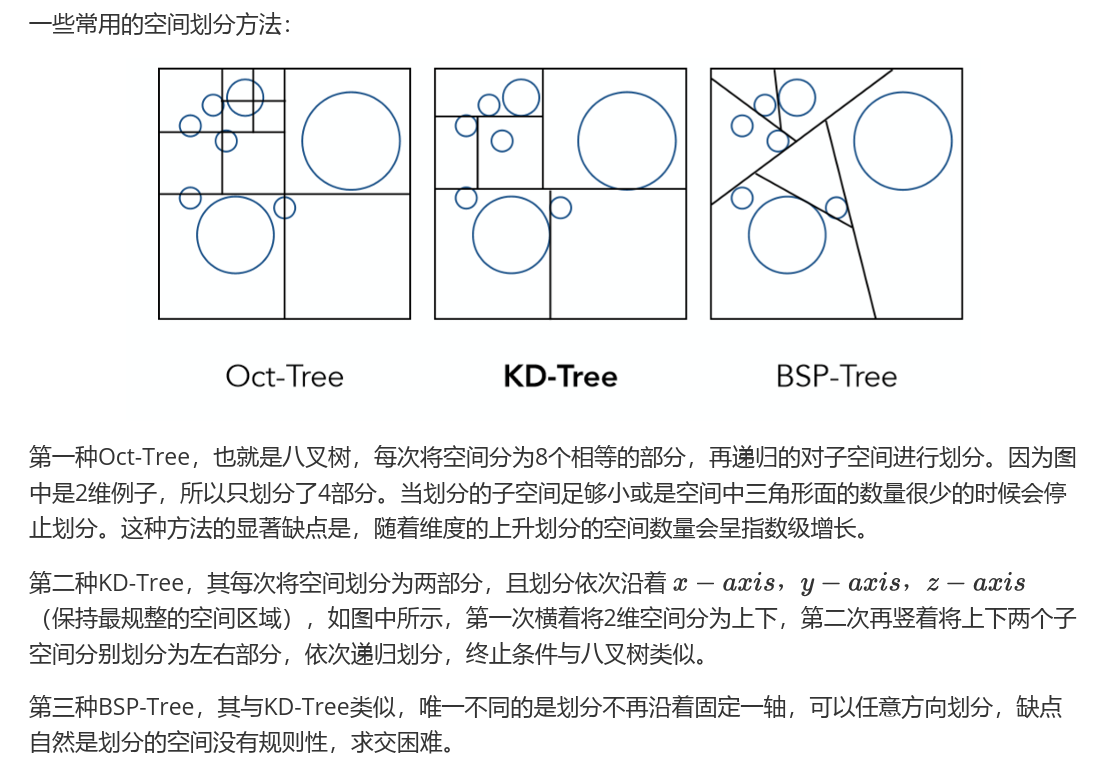 一些常用的空间划分方法：
Oct-Tree KD-Tree BSP-Tree
第一种Oct-Tree，也就是八叉树，每次将空间分为8个相等的部分，再递归的对子空间进行划分。因为图
中是2维例子，所以只划分了4部分。当划分的子空间足够小或是空间中三角形面的数量很少的时候会停
止划分。这种方法的显著缺点是，随着维度的上升划分的空间数量会呈指数级增长。
第二种KD-Tree，其每次将空间划分为两部分，且划分依次沿着 x − axis，y − axis，z − axis
（保持最规整的空间区域），如图中所示，第一次横着将2维空间分为上下，第二次再竖着将上下两个子
空间分别划分为左右部分，依次递归划分，终止条件与八叉树类似。
第三种BSP-Tree，其与KD-Tree类似，唯一不同的是划分不再沿着固定一轴，可以任意方向划分，缺点
自然是划分的空间没有规则性，求交困难。